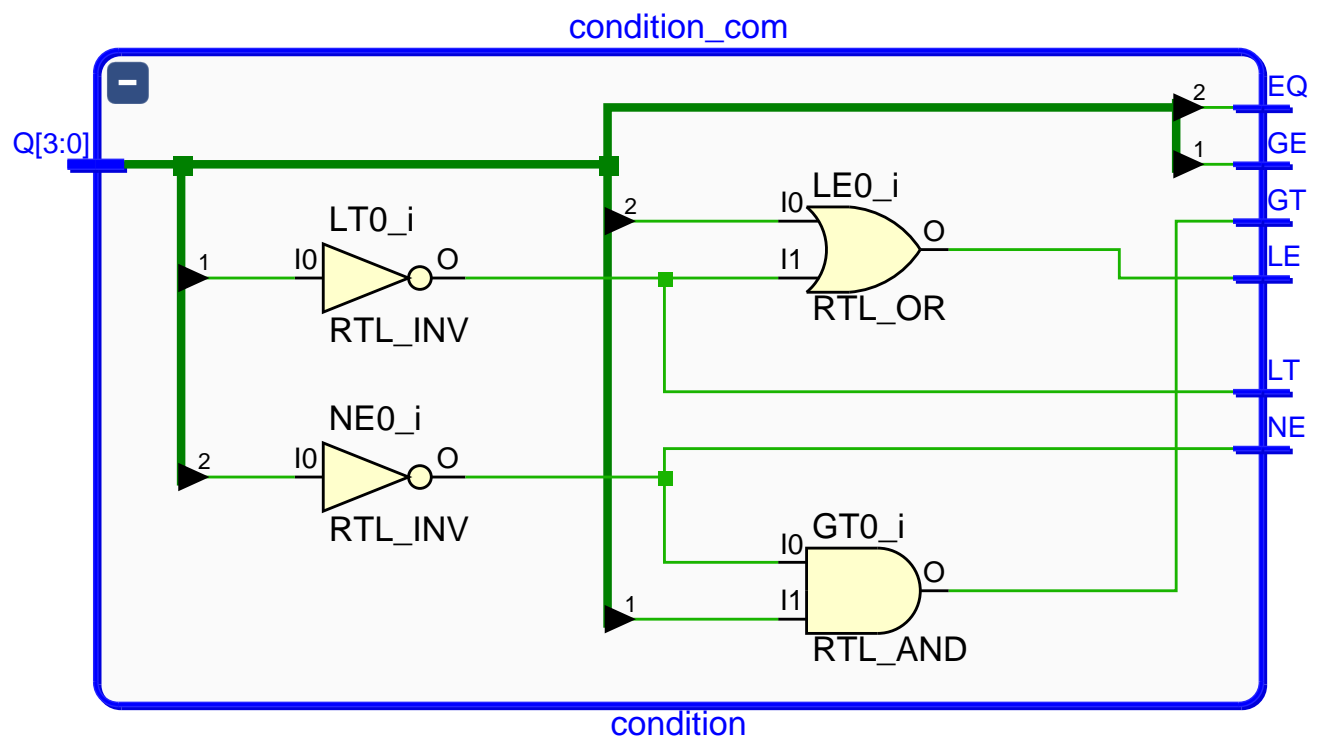 condition_com
Q[3:0]
2
EQ
1
GE
GT
LE
LT
NE
LT0_i
1
I0
O
RTL_INV
NE0_i
2
I0
O
RTL_INV
LE0_i
2
I0
I1
O
RTL_OR
GT0_i
I0
1
I1
O
RTL_AND
condition